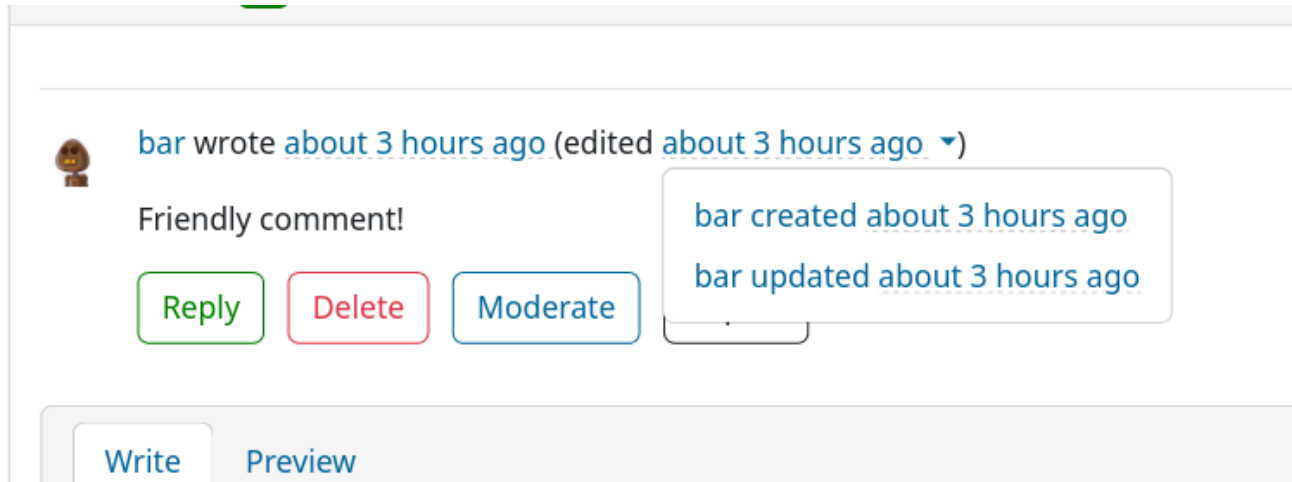 bar wrote about 3 hours ago (edited about 3 hours ago )
bar created about 3 hours ago
Friendly comment!
bar updated about 3 hours ago
Reply Delete Moderate
Write Preview